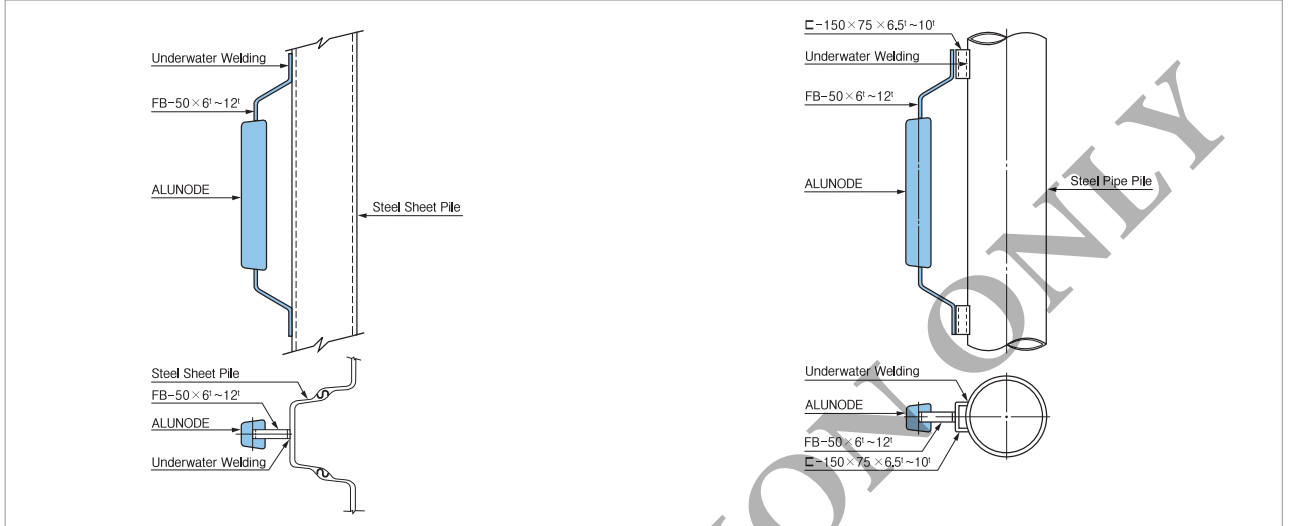 Underwater Welding
FB-50×6ᵗ~12ᵗ
ALUNODE
Steel Sheet Pile
Steel Sheet Pile
FB-50×6ᵗ~12ᵗ
ALUNODE
Underwater Welding
⊏-150×75×6.5ᵗ~10ᵗ
Underwater Welding
FB-50×6ᵗ~12ᵗ
ALUNODE
Steel Pipe Pile
Underwater Welding
ALUNODE
FB-50×6ᵗ~12ᵗ
⊏-150×75×6.5ᵗ~10ᵗ
ON ONLY